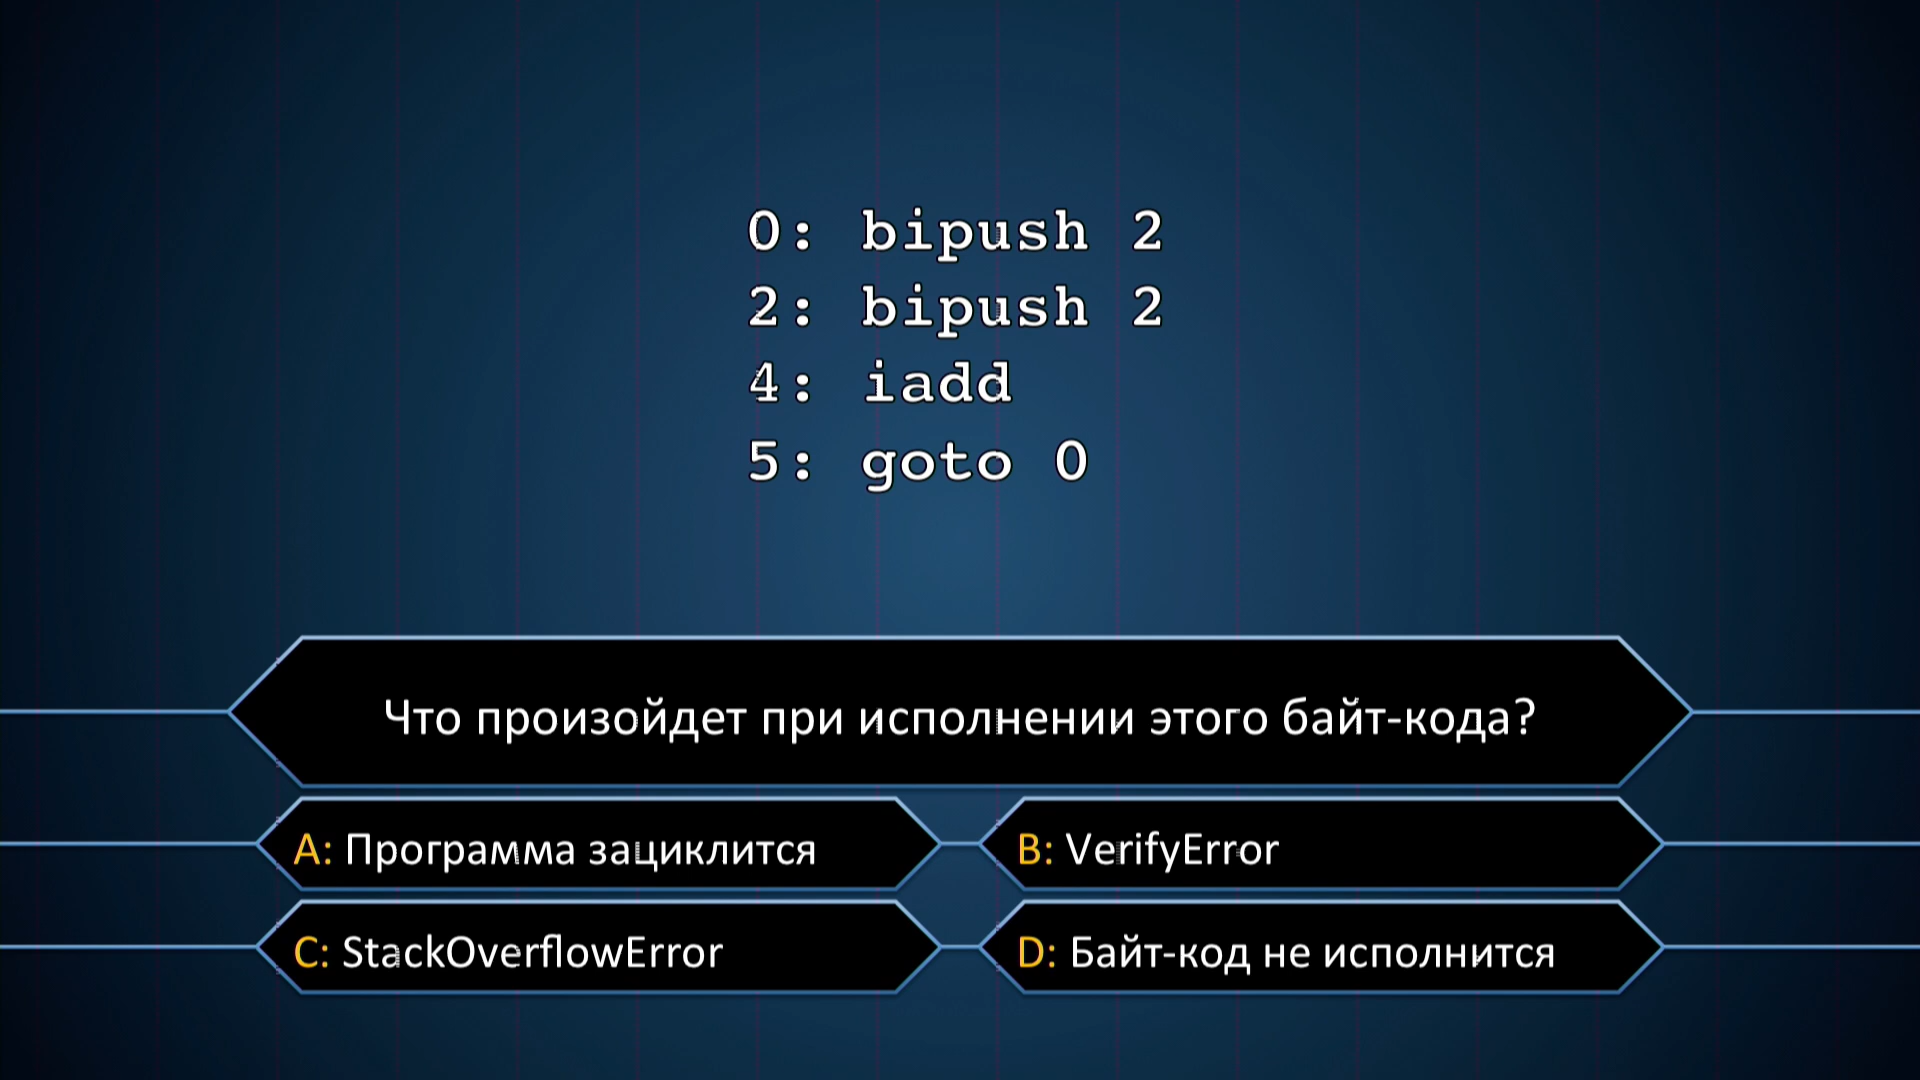 0: bipush 2
2: bipush 2
4: iadd
5: goto 0
Что произойдет при исполнении этого байт-кода?
A: Программа зациклится
B: VerifyError
C: StackOverflowError
D: Байт-код не исполнится